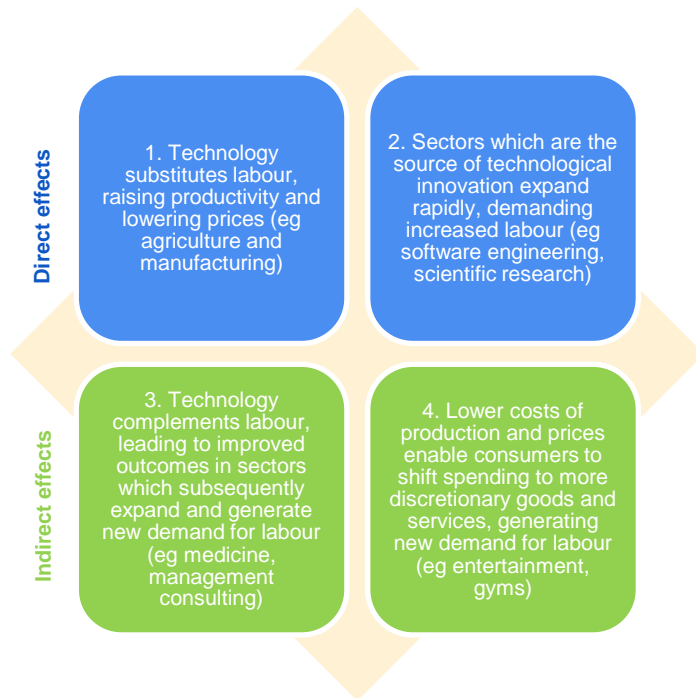 Direct effects
1. Technology
substitutes labour,
raising productivity and
lowering prices (eg
agriculture and
manufacturing)
2. Sectors which are the
source of technological
innovation expand
rapidly, demanding
increased labour (eg
software engineering,
scientific research)
Indirect effects
3. Technology
complements labour,
leading to improved
outcomes in sectors
which subsequently
expand and generate
new demand for labour
(eg medicine,
management
consulting)
4. Lower costs of
production and prices
enable consumers to
shift spending to more
discretionary goods and
services, generating
new demand for labour
(eg entertainment,
gyms)